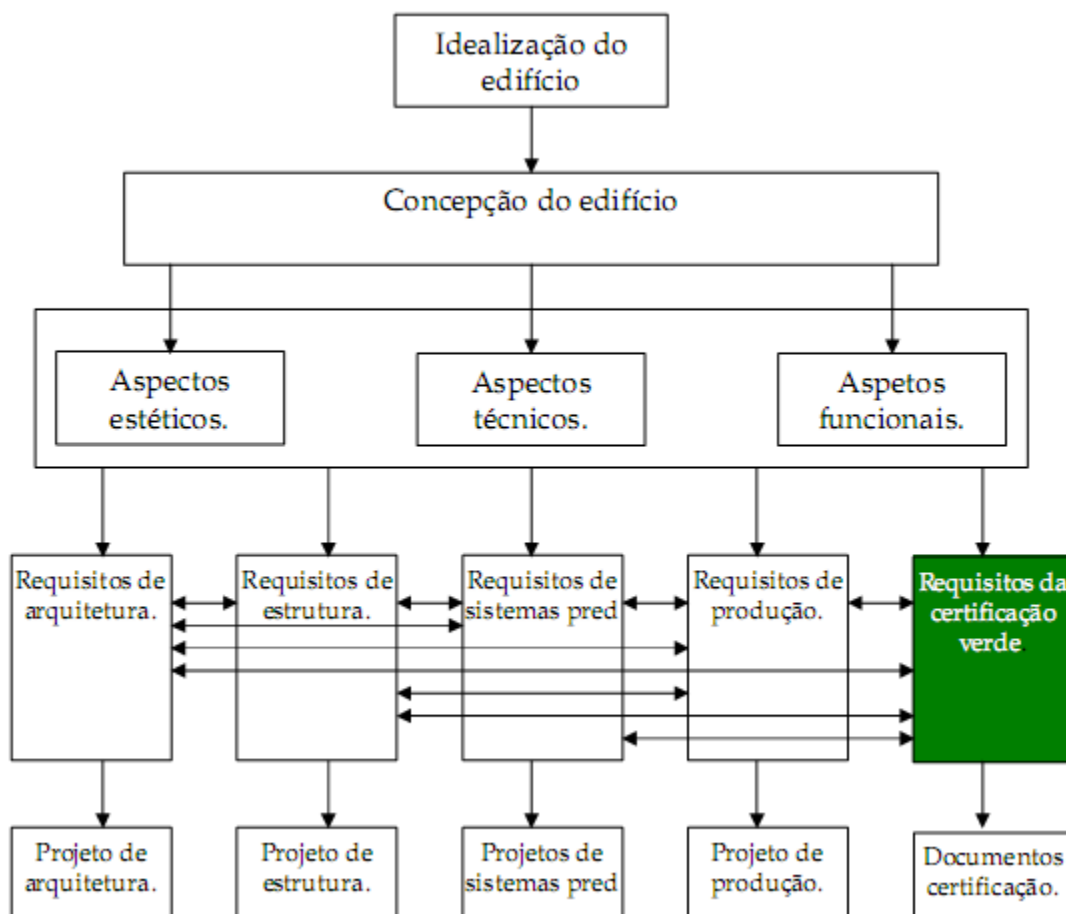 Idealização do
edifício
Concepção do edifício
Aspectos
estéticos.
Aspectos
técnicos.
Aspetos
funcionais.
Requisitos de
arquitetura.
Requisitos de
estrutura.
Requisitos de
sistemas pred
Requisitos de
produção.
Requisitos da
certificação
verde.
Projeto de
arquitetura.
Projeto de
estrutura.
Projetos de
sistemas pred
Projeto de
produção.
Documentos
certificação.